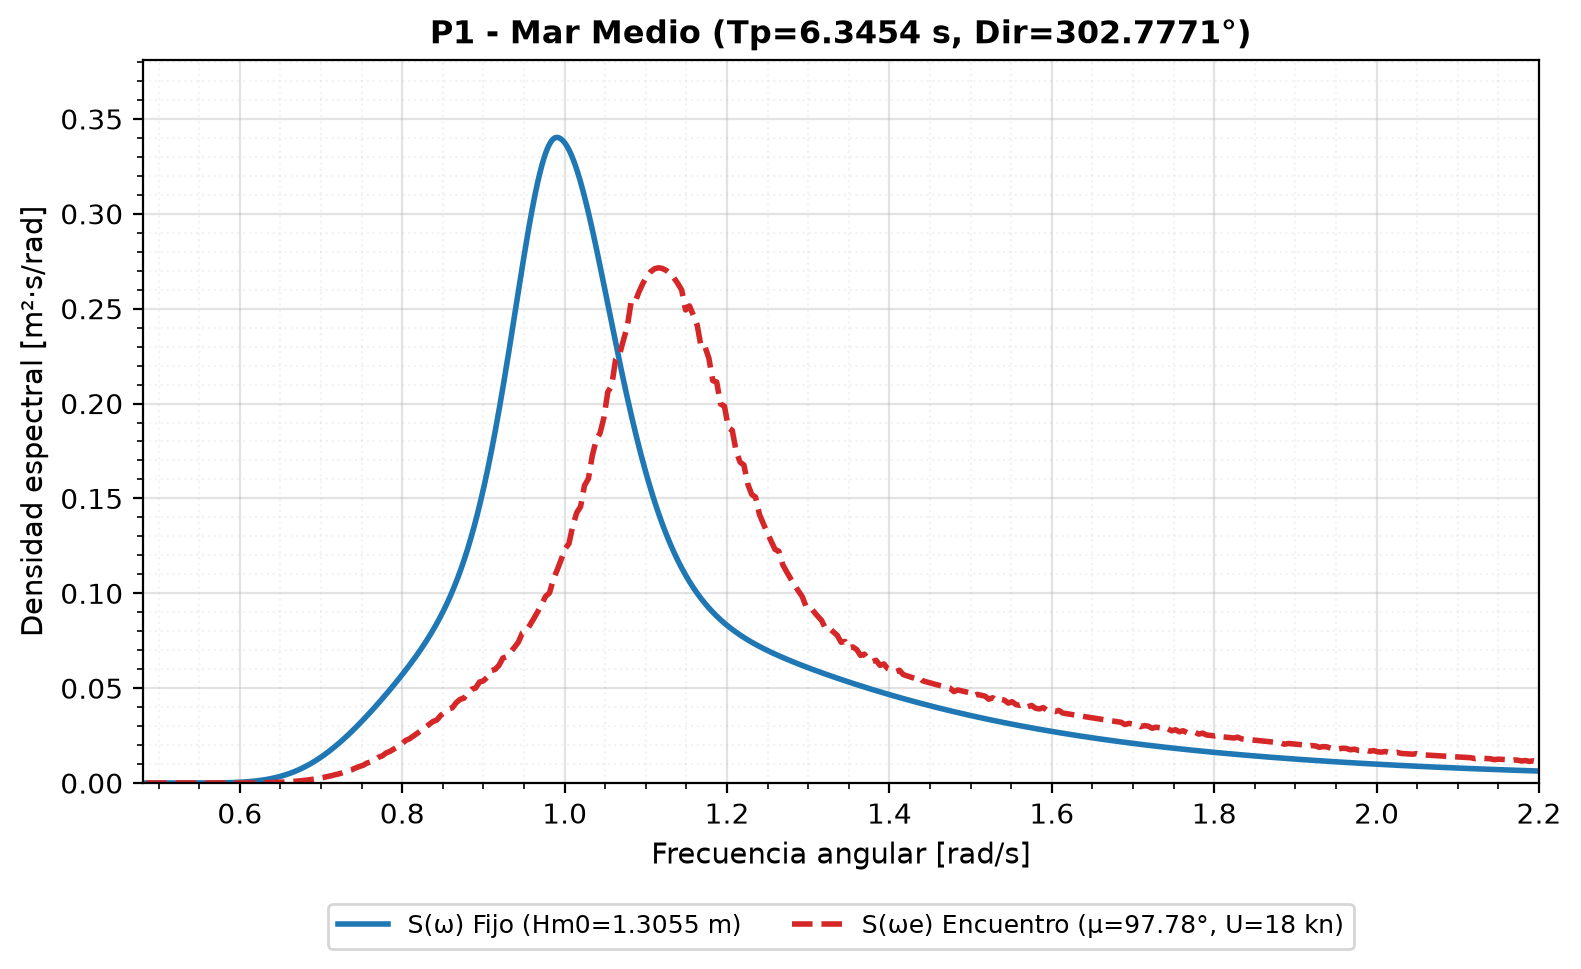 P1 - Mar Medio (Tp=6.3454 s, Dir=302.7771°)
Densidad espectral [m²·s/rad]
0.35
0.30
0.25
0.20
0.15
0.10
0.05
0.00
0.6 0.8 1.0 1.2 1.4 1.6 1.8 2.0 2.2
Frecuencia angular [rad/s]
S(ω) Fijo (Hm0=1.3055 m) S(ωe) Encuentro (μ=97.78°, U=18 kn)